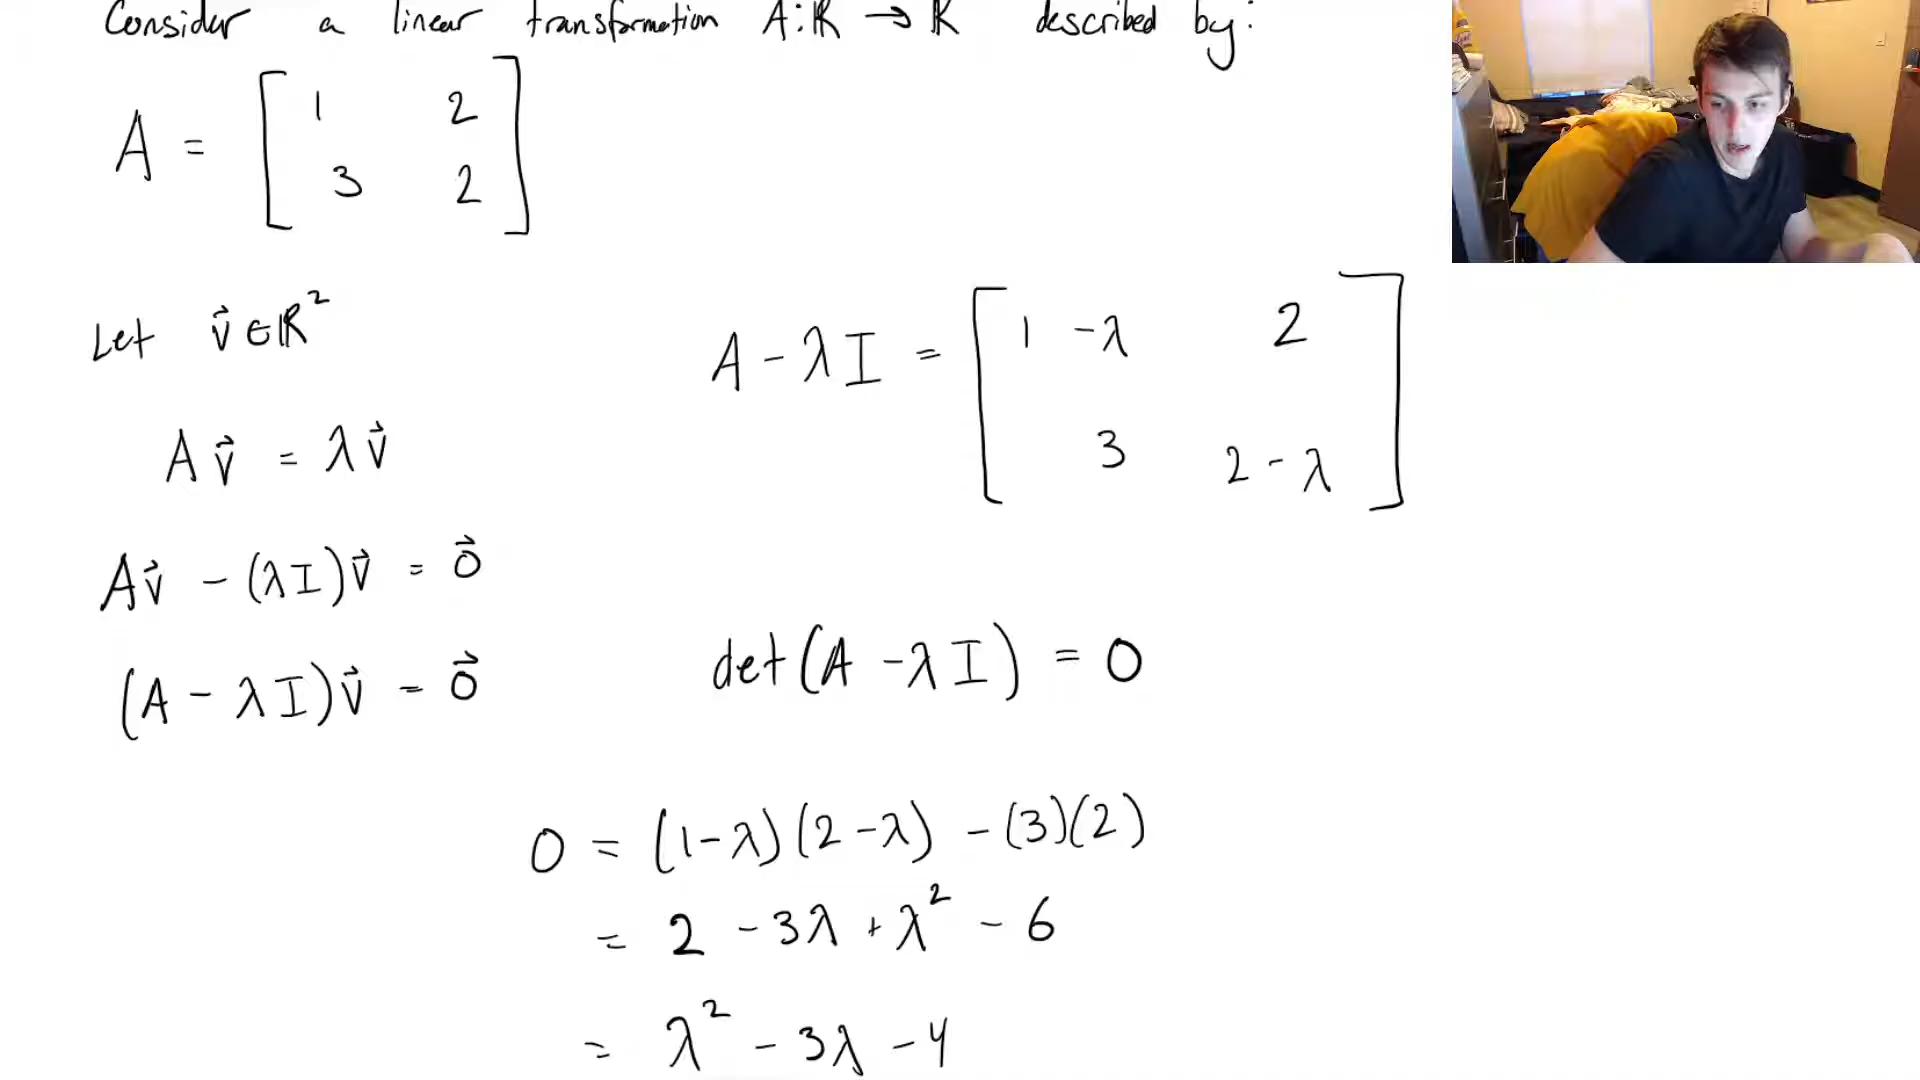 Consider a linear transformation A:ℝ → ℝ described by:
A = [ 1 2
3 2 ]
Let v⃗ ∈ ℝ²
Av⃗ = λv⃗
Av⃗ - (λI)v⃗ = 0⃗
(A - λI)v⃗ = 0⃗
A - λI = [ 1 - λ 2
3 2 - λ ]
det(A - λI) = 0
0 = (1-λ)(2-λ) - (3)(2)
= 2 - 3λ + λ² - 6
= λ² - 3λ - 4